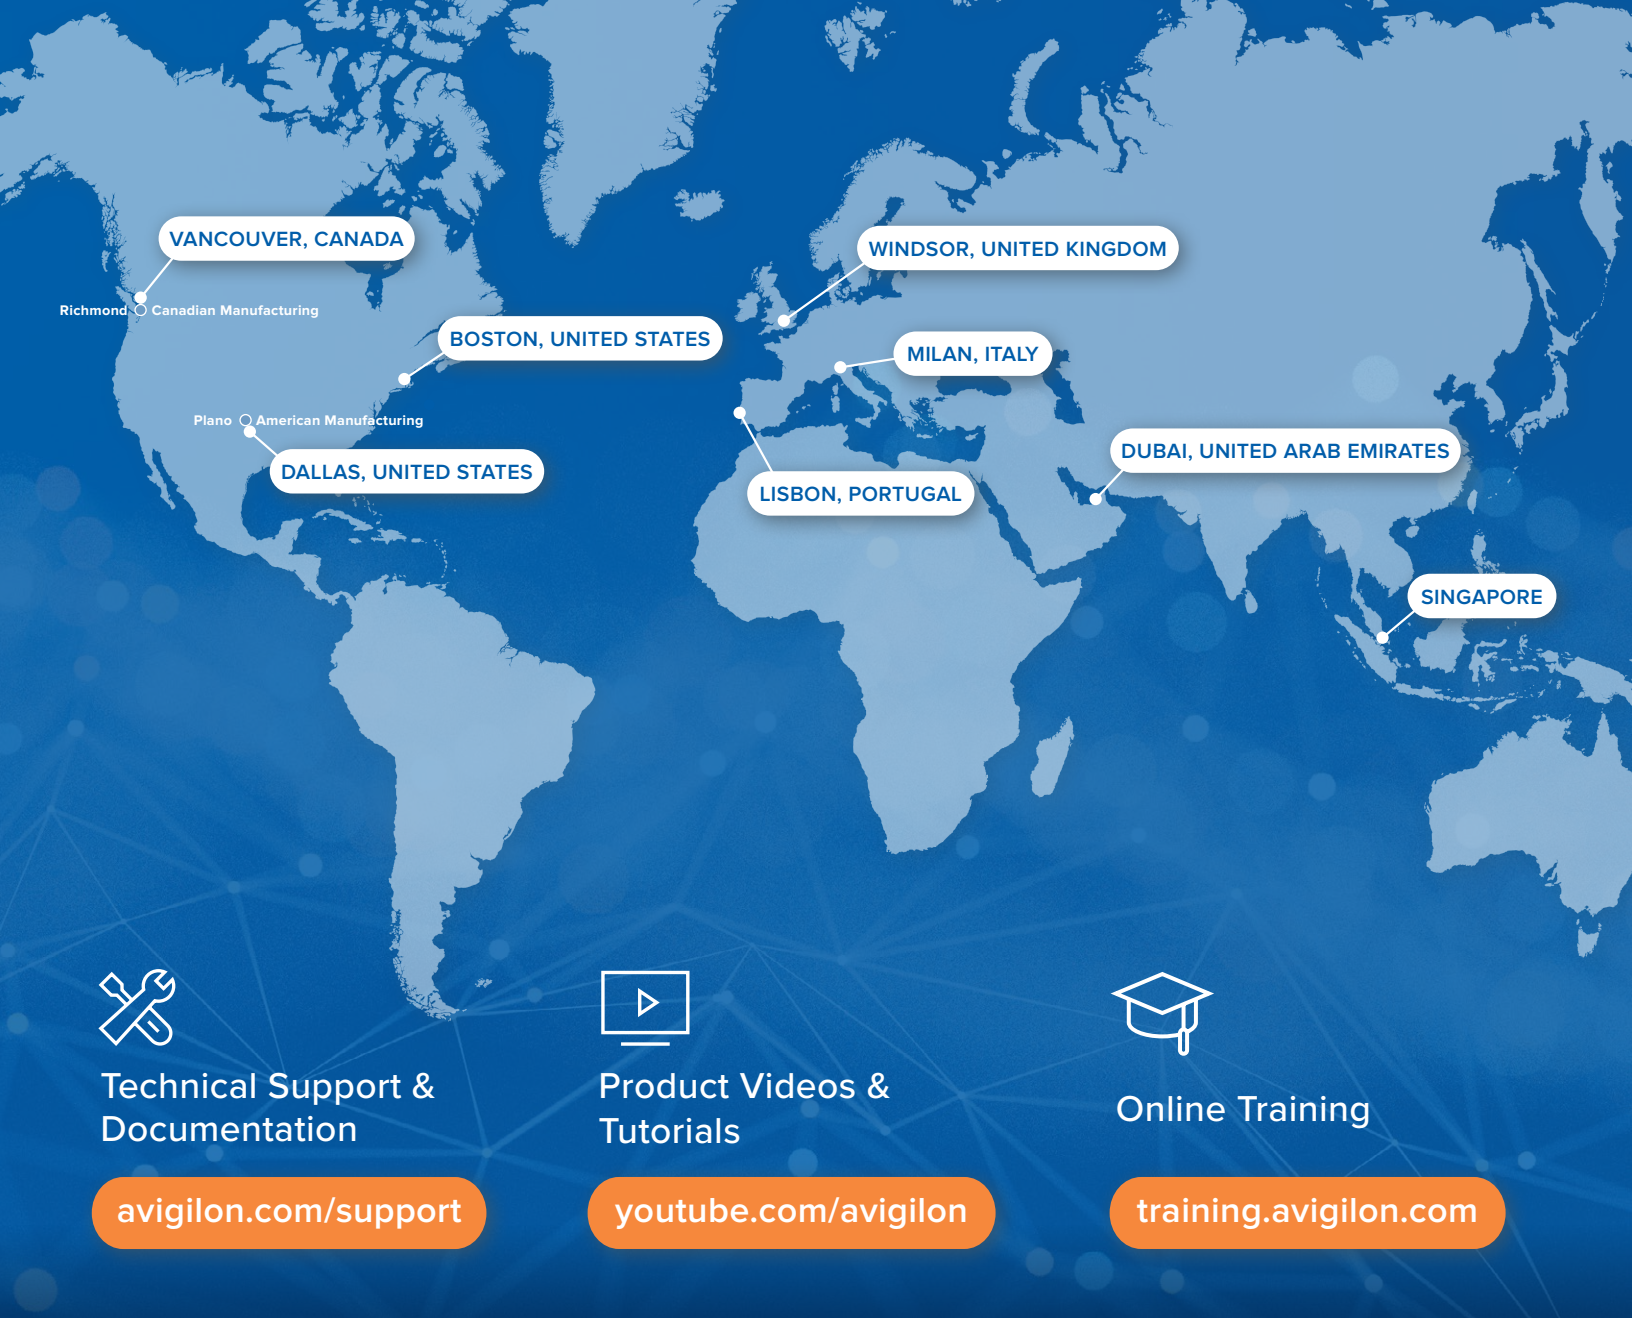 VANCOUVER, CANADA
WINDSOR, UNITED KINGDOM
Richmond Canadian Manufacturing
BOSTON, UNITED STATES
MILAN, ITALY
Plano American Manufacturing
DUBAI, UNITED ARAB EMIRATES
DALLAS, UNITED STATES
LISBON, PORTUGAL
SINGAPORE
Technical Support &
Documentation
avigilon.com/support
Product Videos &
Tutorials
youtube.com/avigilon
Online Training
training.avigilon.com